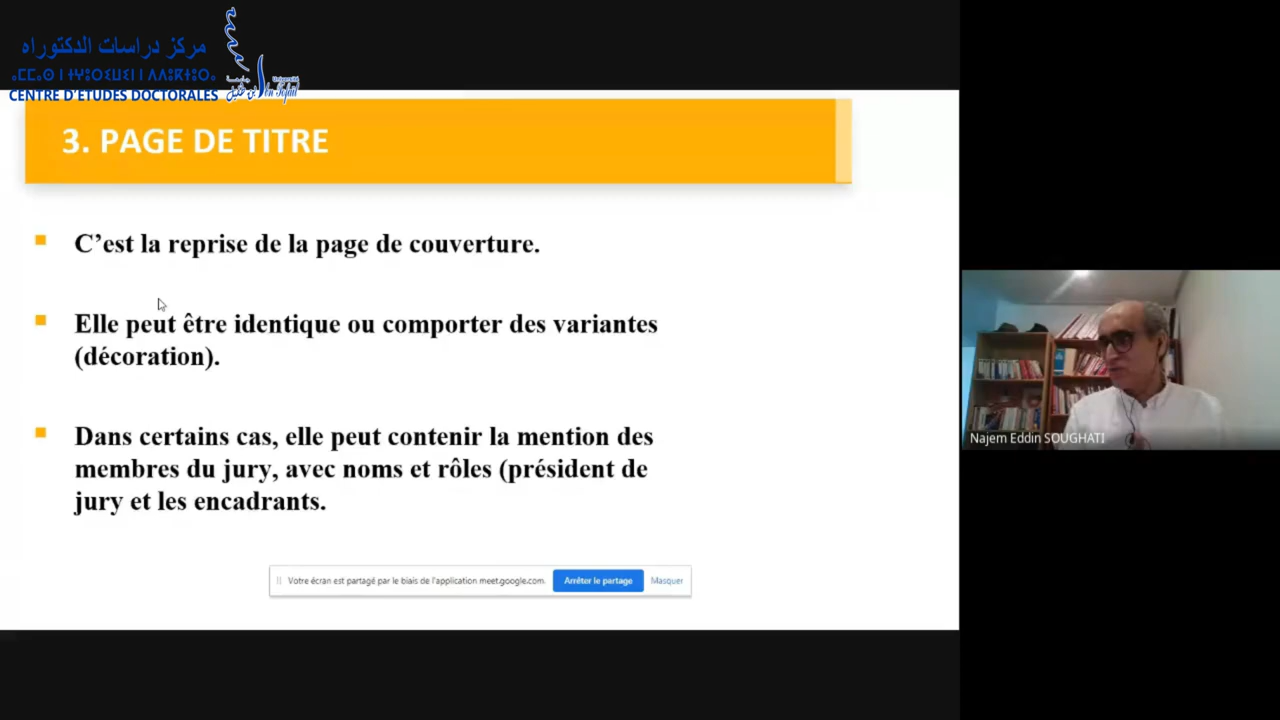 مركز دراسات الدكتوراه
CENTRE D'ETUDES DOCTORALES
Université
3. PAGE DE TITRE
C'est la reprise de la page de couverture.
Elle peut être identique ou comporter des variantes
(décoration).
Dans certains cas, elle peut contenir la mention des
membres du jury, avec noms et rôles (président de
jury et les encadrants.
Votre écran est partagé par le biais de l'application meet.google.com.
Arrêter le partage
Masquer
Najem Eddin SOUGHATI